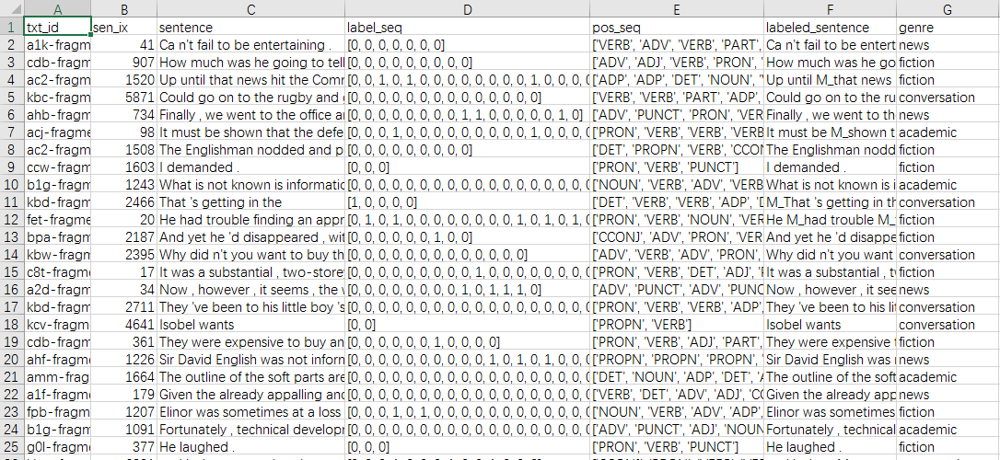 A B C D E F G
1 txt_id sen_ix sentence label_seq pos_seq labeled_sentence genre
2 a1k-fragm 41 Ca n't fail to be entertaining . [0, 0, 0, 0, 0, 0, 0] ['VERB', 'ADV', 'VERB', 'PART', Ca n't fail to be entert news
3 cdb-fragm 907 How much was he going to tell [0, 0, 0, 0, 0, 0, 0, 0, 0] ['ADV', 'ADJ', 'VERB', 'PRON', ' How much was he go fiction
4 ac2-fragm 1520 Up until that news hit the Com [0, 0, 1, 0, 1, 0, 0, 0, 0, 0, 0, 0, 0, 1, 0, 0, 0, ( ['ADP', 'ADP', 'DET', 'NOUN', ' Up until M_that news fiction
5 kbc-fragm 5871 Could go on to the rugby and [0, 0, 0, 0, 0, 0, 0, 0, 0, 0, 0, 0, 0, 0] ['VERB', 'VERB', 'PART', 'ADP', Could go on to the ru conversation
6 ahb-fragm 734 Finally , we went to the office a [0, 0, 0, 0, 0, 0, 0, 0, 1, 1, 0, 0, 0, 0, 0, 1, 0] ['ADV', 'PUNCT', 'PRON', 'VER Finally , we went to th news
7 acj-fragme 98 It must be shown that the defe [0, 0, 0, 1, 0, 0, 0, 0, 0, 0, 0, 0, 0, 1, 0, 0, 0, ( ['PRON', 'VERB', 'VERB', 'VERB It must be M_shown t academic
8 ac2-fragm 1508 The Englishman nodded and p [0, 0, 0, 0, 0, 0, 0, 0, 0] ['DET', 'PROPN', 'VERB', 'CCON The Englishman nodd fiction
9 ccw-fragm 1603 I demanded . [0, 0, 0] ['PRON', 'VERB', 'PUNCT'] I demanded . fiction
10 b1g-fragm 1243 What is not known is informatic [0, 0, 0, 0, 0, 0, 0, 0, 0, 0, 0, 0, 0, 0, 0, 0, 0, ( ['NOUN', 'VERB', 'ADV', 'VERB What is not known is i academic
11 kbd-fragm 2466 That 's getting in the [1, 0, 0, 0, 0] ['DET', 'VERB', 'VERB', 'ADP', 'D M_That 's getting in th conversation
12 fet-fragme 20 He had trouble finding an appr [0, 1, 0, 1, 0, 0, 0, 0, 0, 0, 0, 0, 1, 0, 1, 0, 1, ( ['PRON', 'VERB', 'NOUN', 'VER He M_had trouble M_ fiction
13 bpa-fragm 2187 And yet he 'd disappeared , wit [0, 0, 0, 0, 0, 0, 1, 0, 0] ['CCONJ', 'ADV', 'PRON', 'VER And yet he 'd disappe fiction
14 kbw-fragm 2395 Why did n't you want to buy th [0, 0, 0, 0, 0, 0, 0, 0, 0, 0, 0, 0, 0] ['ADV', 'VERB', 'ADV', 'PRON', Why did n't you want conversation
15 c8t-fragme 17 It was a substantial , two-store [0, 0, 0, 0, 0, 0, 0, 0, 0, 1, 0, 0, 0, 0, 0, 0, 0, ( ['PRON', 'VERB', 'DET', 'ADJ', 'F It was a substantial , t fiction
16 a2d-fragm 34 Now , however , it seems , the [0, 0, 0, 0, 0, 0, 0, 0, 1, 0, 1, 1, 1, 0] ['ADV', 'PUNCT', 'ADV', 'PUNC Now , however , it see news
17 kbd-fragm 2711 They 've been to his little boy 's [0, 0, 0, 0, 0, 0, 0, 0, 0, 0, 0, 0, 0, 0, 0, 0, 0, ( ['PRON', 'VERB', 'VERB', 'ADP', They 've been to his li conversation
18 kcv-fragm 4641 Isobel wants [0, 0] ['PROPN', 'VERB'] Isobel wants conversation
19 cdb-fragm 361 They were expensive to buy an [0, 0, 0, 0, 0, 0, 1, 0, 0, 0, 0] ['PRON', 'VERB', 'ADJ', 'PART', They were expensive fiction
20 ahf-fragme 1226 Sir David English was not inforn [0, 0, 0, 0, 0, 0, 0, 0, 0, 0, 1, 0, 1, 0, 1, 0, 0, ( ['PROPN', 'PROPN', 'PROPN', ' Sir David English was news
21 amm-frag 1664 The outline of the soft parts are [0, 0, 0, 0, 0, 0, 0, 0, 0, 0, 0, 0, 0, 0, 0, 0, 0, ( ['DET', 'NOUN', 'ADP', 'DET', 'A The outline of the soft academic
22 a1f-fragm 179 Given the already appalling anc [0, 0, 0, 0, 0, 0, 0, 0, 0, 0, 0, 0, 0, 0, 0, 0, 0, ( ['VERB', 'DET', 'ADV', 'ADJ', 'CC Given the already app news
23 fpb-fragm 1207 Elinor was sometimes at a loss [0, 0, 0, 1, 0, 1, 0, 0, 0, 0, 0, 0, 0, 0, 0, 0, 0, ( ['NOUN', 'VERB', 'ADV', 'ADP', Elinor was sometimes fiction
24 b1g-fragm 1091 Fortunately , technical develop [0, 0, 0, 0, 0, 0, 0, 0, 0, 0, 0, 0, 0, 0, 0, 0, 0, ( ['ADV', 'PUNCT', 'ADJ', 'NOUN Fortunately , technical academic
25 g0l-fragm 377 He laughed . [0, 0, 0] ['PRON', 'VERB', 'PUNCT'] He laughed . fiction